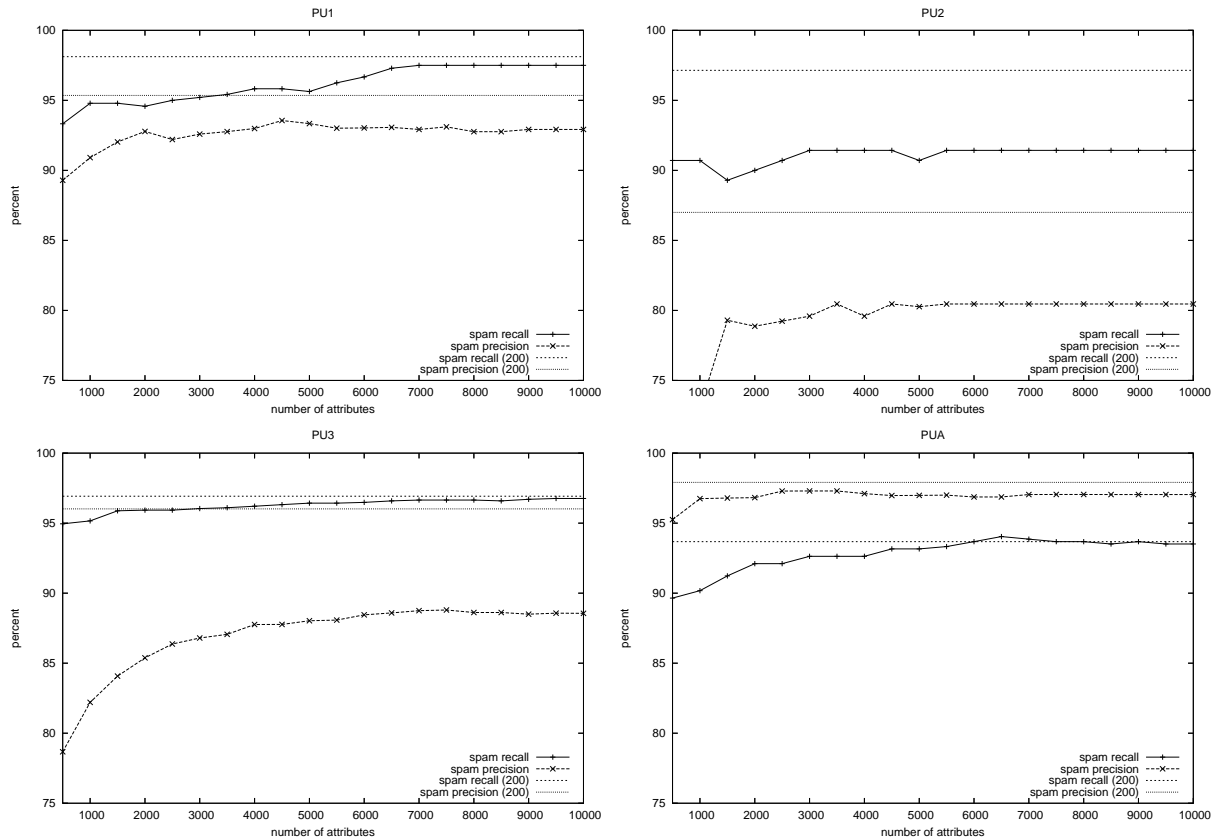 PU1
100
95
90
85
80
75
percent
spam recall
spam precision
spam recall (200)
spam precision (200)
1000 2000 3000 4000 5000 6000 7000 8000 9000 10000
number of attributes
PU2
100
95
90
85
80
75
percent
spam recall
spam precision
spam recall (200)
spam precision (200)
1000 2000 3000 4000 5000 6000 7000 8000 9000 10000
number of attributes
PU3
100
95
90
85
80
75
percent
spam recall
spam precision
spam recall (200)
spam precision (200)
1000 2000 3000 4000 5000 6000 7000 8000 9000 10000
number of attributes
PUA
100
95
90
85
80
75
percent
spam recall
spam precision
spam recall (200)
spam precision (200)
1000 2000 3000 4000 5000 6000 7000 8000 9000 10000
number of attributes